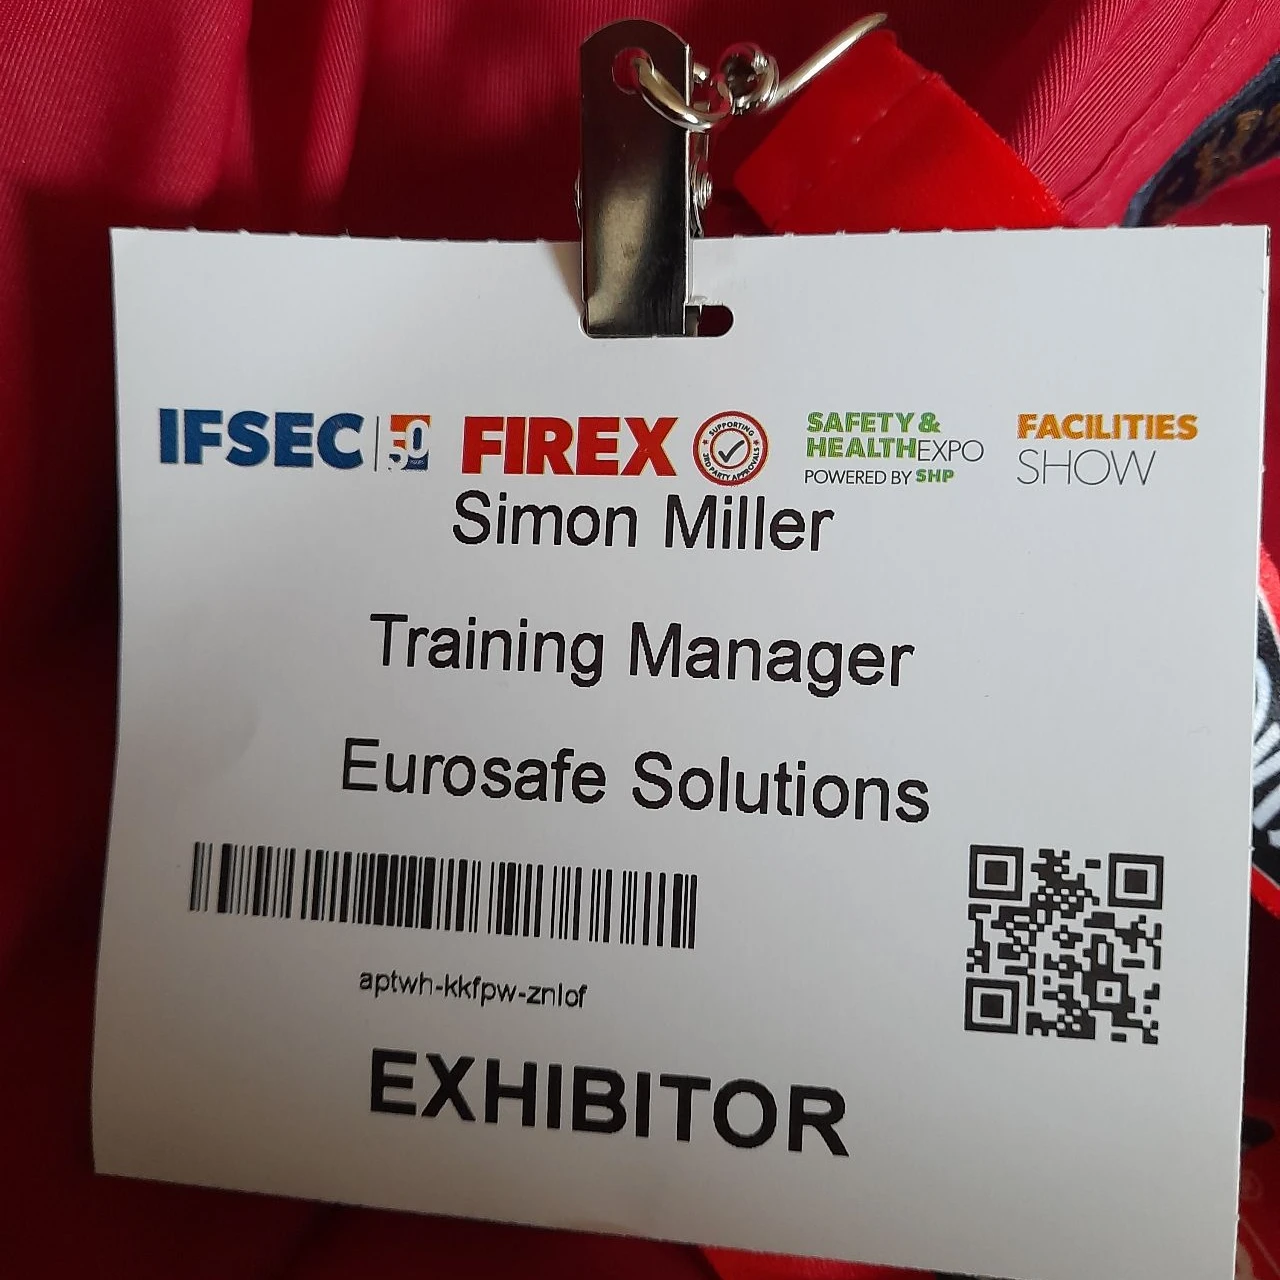 IFSEC 50 YEARS FIREX SUPPORTING 3RD PARTY APPROVALS
SAFETY &
HEALTHEXPO
POWERED BY SHP
FACILITIES
SHOW
Simon Miller
Training Manager
Eurosafe Solutions
aptwh-kkfpw-znlof
EXHIBITOR